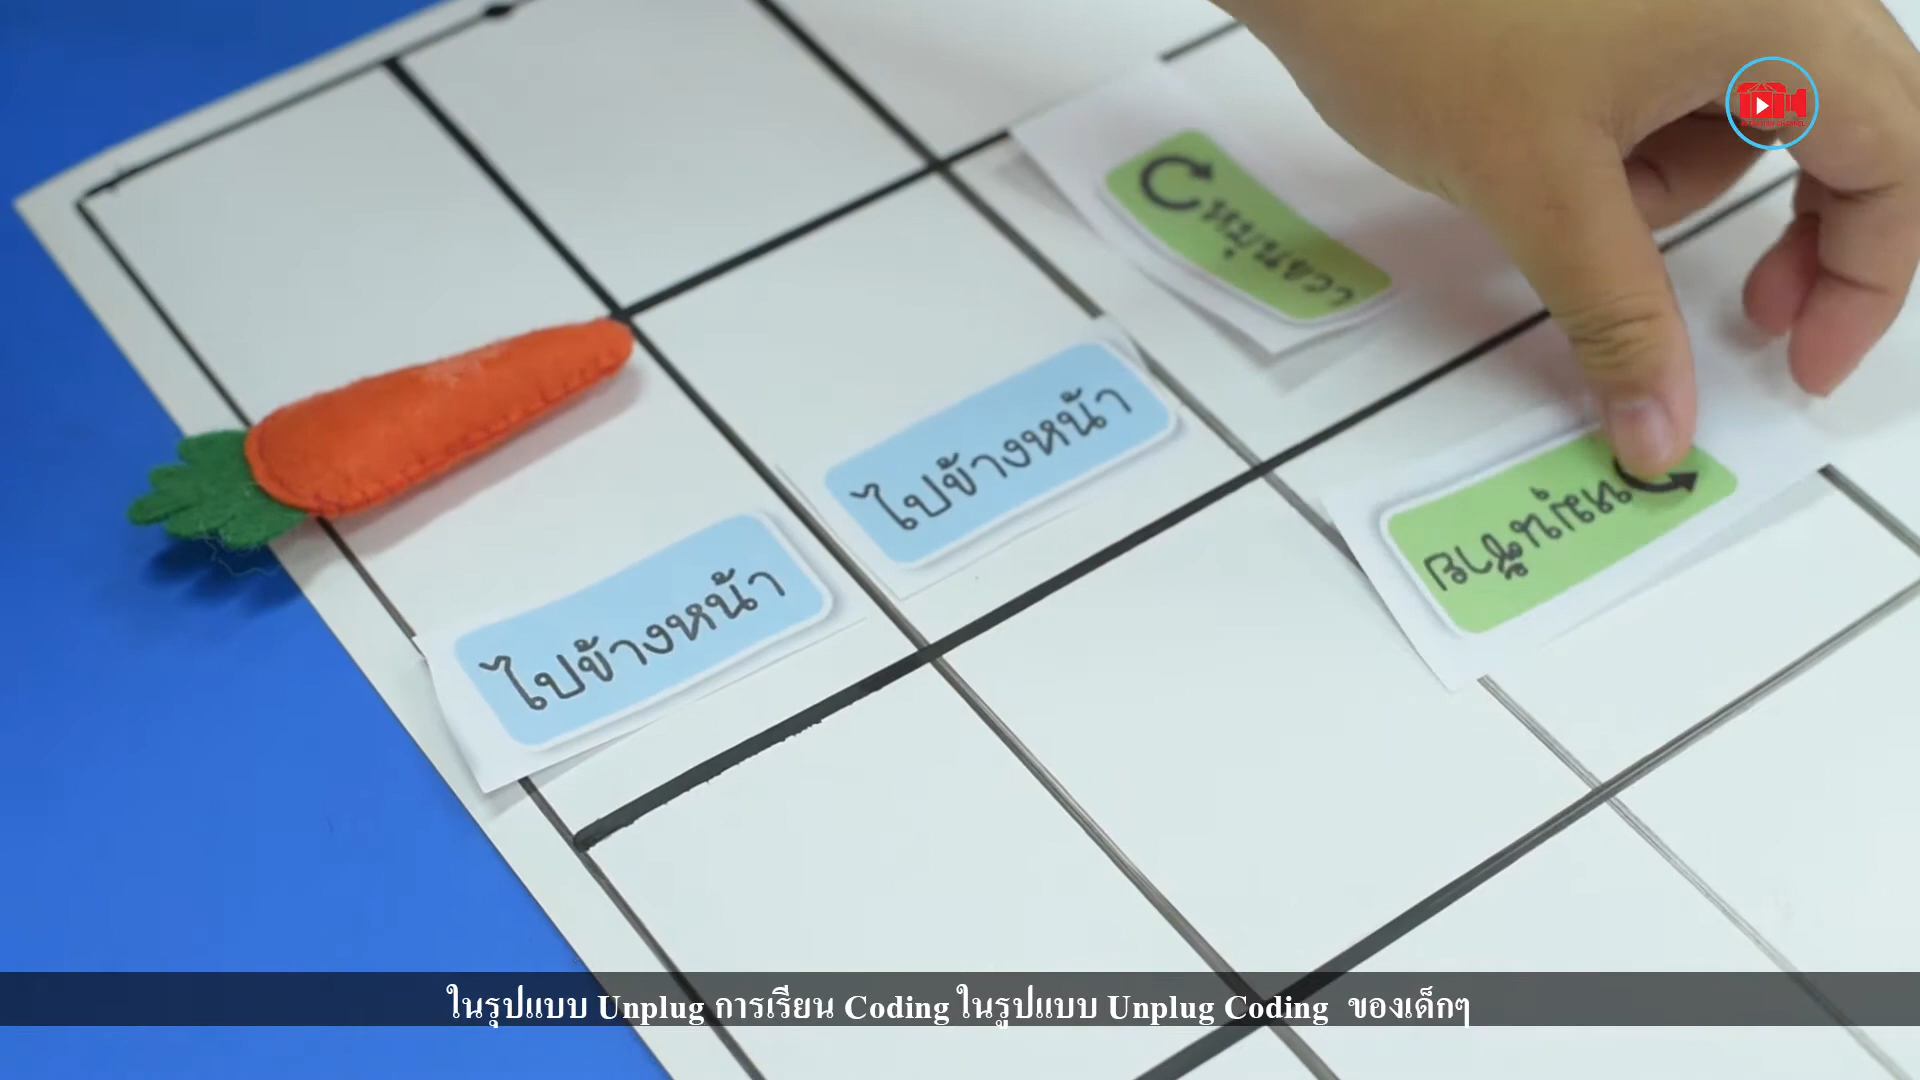 หมุนขวา
ไปข้างหน้า
หมุนซ้าย
ไปข้างหน้า
ในรูปแบบ Unplug การเรียน Coding ในรูปแบบ Unplug Coding ของเด็กๆ